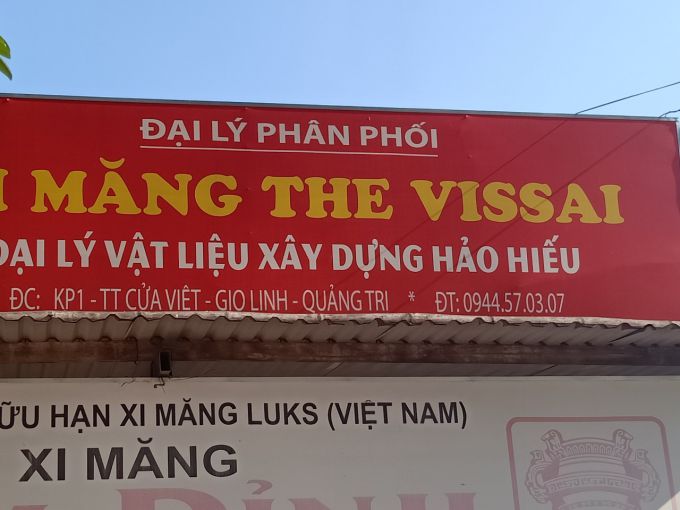 ĐẠI LÝ PHÂN PHỐI
MĂNG THE VISSAI
ĐẠI LÝ VẬT LIỆU XÂY DỰNG HẢO HIẾU
ĐC: KP1 - TT CỬA VIỆT - GIO LINH - QUẢNG TRỊ * ĐT: 0944.57.03.07
HỮU HẠN XI MĂNG LUKS (VIỆT NAM)
XI MĂNG